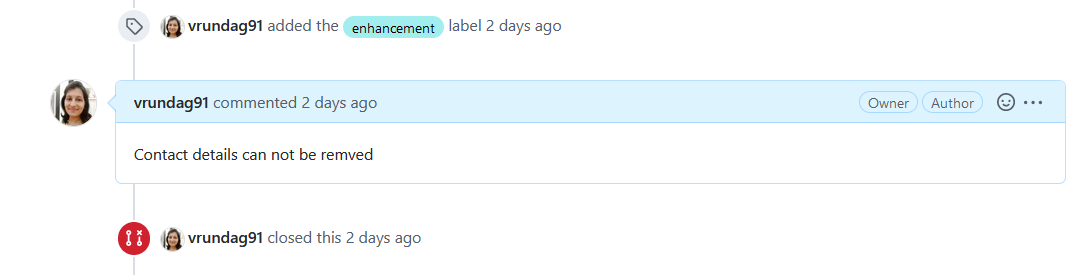 vrundag91 added the enhancement label 2 days ago
vrundag91 commented 2 days ago Owner Author
Contact details can not be remved
vrundag91 closed this 2 days ago